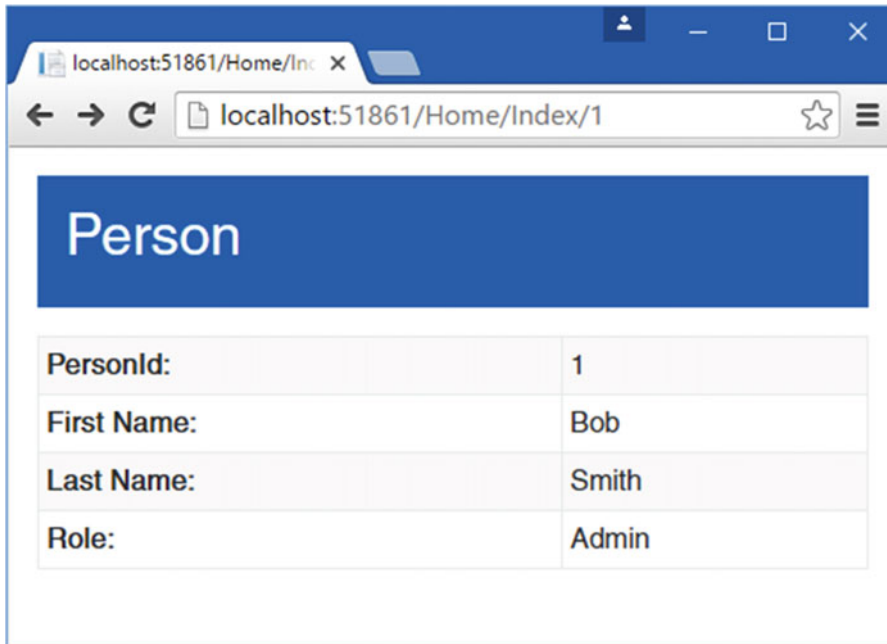 localhost:51861/Home/Inc
localhost:51861/Home/Index/1
Person
PersonId: 1
First Name: Bob
Last Name: Smith
Role: Admin